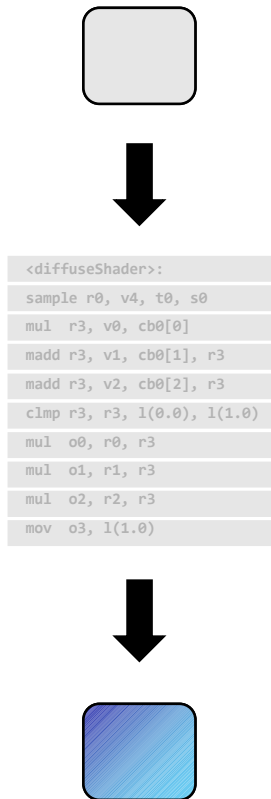 <diffuseShader>:
sample r0, v4, t0, s0
mul  r3, v0, cb0[0]
madd r3, v1, cb0[1], r3
madd r3, v2, cb0[2], r3
clmp r3, r3, l(0.0), l(1.0)
mul  o0, r0, r3
mul  o1, r1, r3
mul  o2, r2, r3
mov  o3, l(1.0)